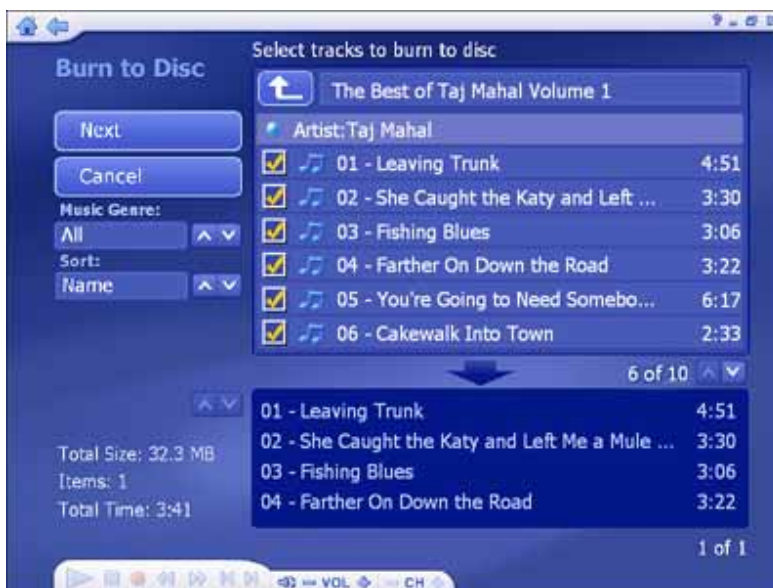 Burn to Disc
Next
Cancel
Music Genre:
All
Sort:
Name
Total Size: 32.3 MB
Items: 1
Total Time: 3:41
Select tracks to burn to disc
The Best of Taj Mahal Volume 1
Artist:Taj Mahal
01 - Leaving Trunk 4:51
02 - She Caught the Katy and Left ... 3:30
03 - Fishing Blues 3:06
04 - Farther On Down the Road 3:22
05 - You're Going to Need Somebo... 6:17
06 - Cakewalk Into Town 2:33
6 of 10
01 - Leaving Trunk 4:51
02 - She Caught the Katy and Left Me a Mule ... 3:30
03 - Fishing Blues 3:06
04 - Farther On Down the Road 3:22
1 of 1
VOL CH